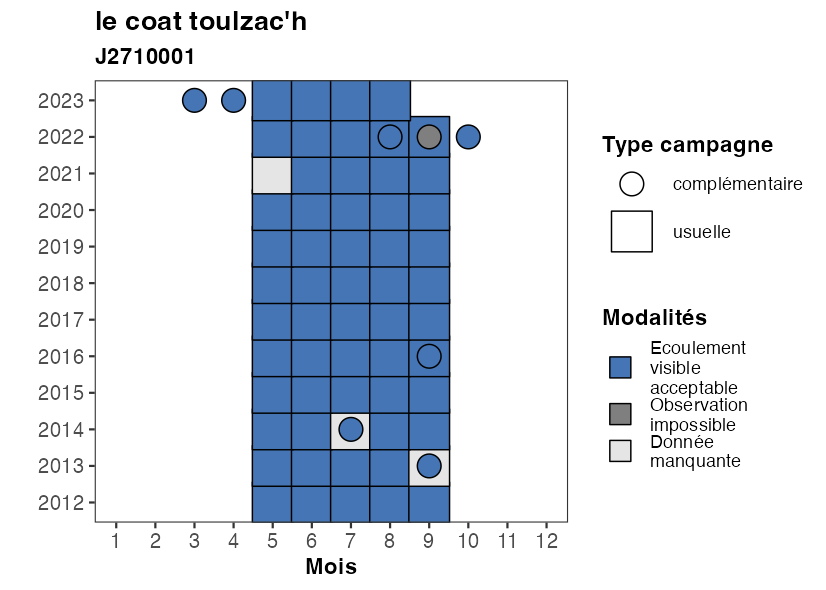 le coat toulzac'h
J2710001
2023
2022
2021
2020
2019
2018
2017
2016
2015
2014
2013
2012
1 2 3 4 5 6 7 8 9 10 11 12
Mois
Type campagne
complémentaire
usuelle
Modalités
Ecoulement
visible
acceptable
Observation
impossible
Donnée
manquante